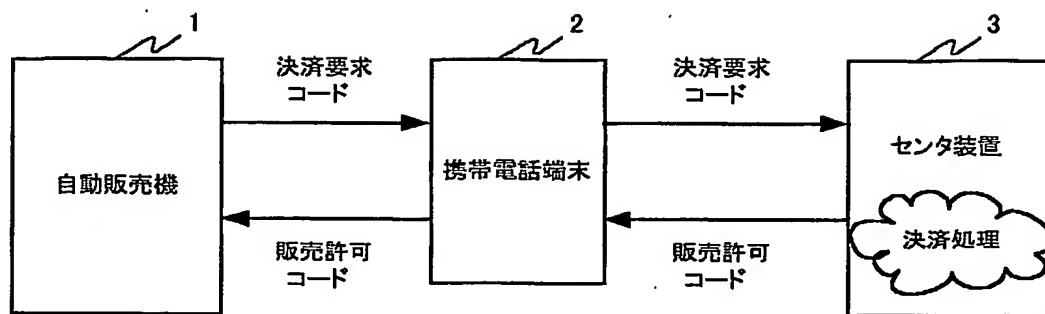 1
2
3
決済要求
コード
決済要求
コード
自動販売機
携帯電話端末
センタ装置
決済処理
販売許可
コード
販売許可
コード